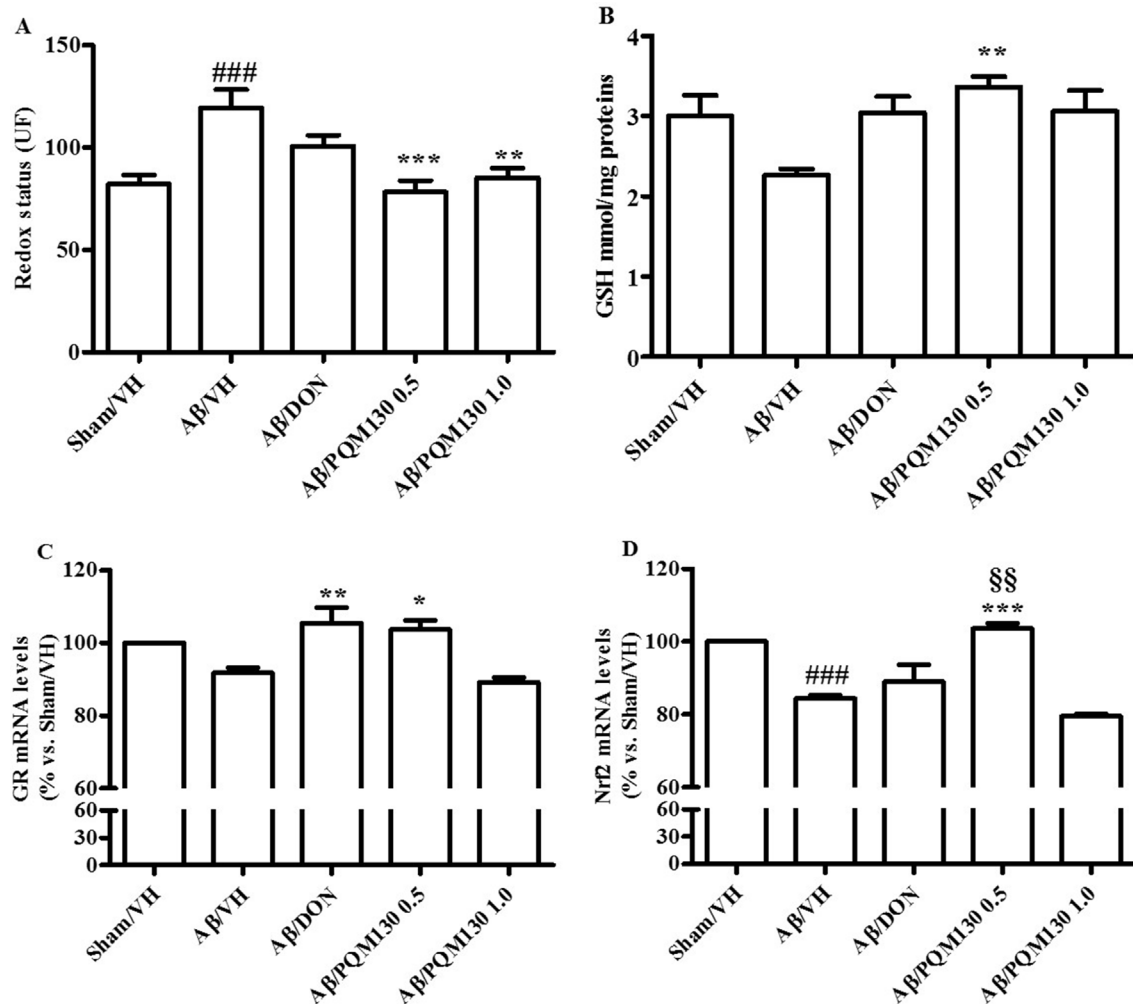 A
Redox status (UF)
150
100
50
0
###
***
**
Sham/VH
Aβ/VH
Aβ/DON
Aβ/PQM130 0.5
Aβ/PQM130 1.0
B
GSH mmol/mg proteins
4
3
2
1
0
**
Sham/VH
Aβ/VH
Aβ/DON
Aβ/PQM130 0.5
Aβ/PQM130 1.0
C
GR mRNA levels
(% vs. Sham/VH)
120
100
80
60
60
30
0
**
*
Sham/VH
Aβ/VH
Aβ/DON
Aβ/PQM130 0.5
Aβ/PQM130 1.0
D
Nrf2 mRNA levels
(% vs. Sham/VH)
120
100
80
60
60
30
0
###
§§
***
Sham/VH
Aβ/VH
Aβ/DON
Aβ/PQM130 0.5
Aβ/PQM130 1.0